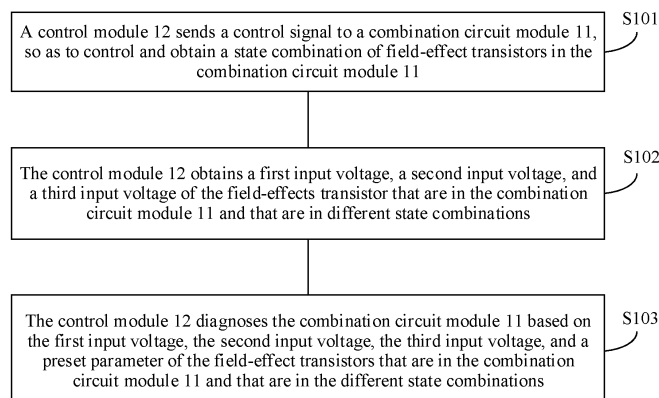 S101
A control module 12 sends a control signal to a combination circuit module 11,
so as to control and obtain a state combination of field-effect transistors in the
combination circuit module 11
S102
The control module 12 obtains a first input voltage, a second input voltage, and
a third input voltage of the field-effects transistor that are in the combination
circuit module 11 and that are in different state combinations
S103
The control module 12 diagnoses the combination circuit module 11 based on
the first input voltage, the second input voltage, the third input voltage, and a
preset parameter of the field-effect transistors that are in the combination
circuit module 11 and that are in the different state combinations